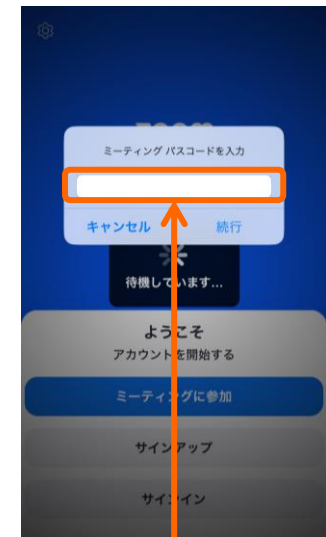 ミーティング パスコードを入力
キャンセル
続行
待機しています...
ようこそ
アカウントを開始する
ミーティングに参加
サインアップ
サインイン